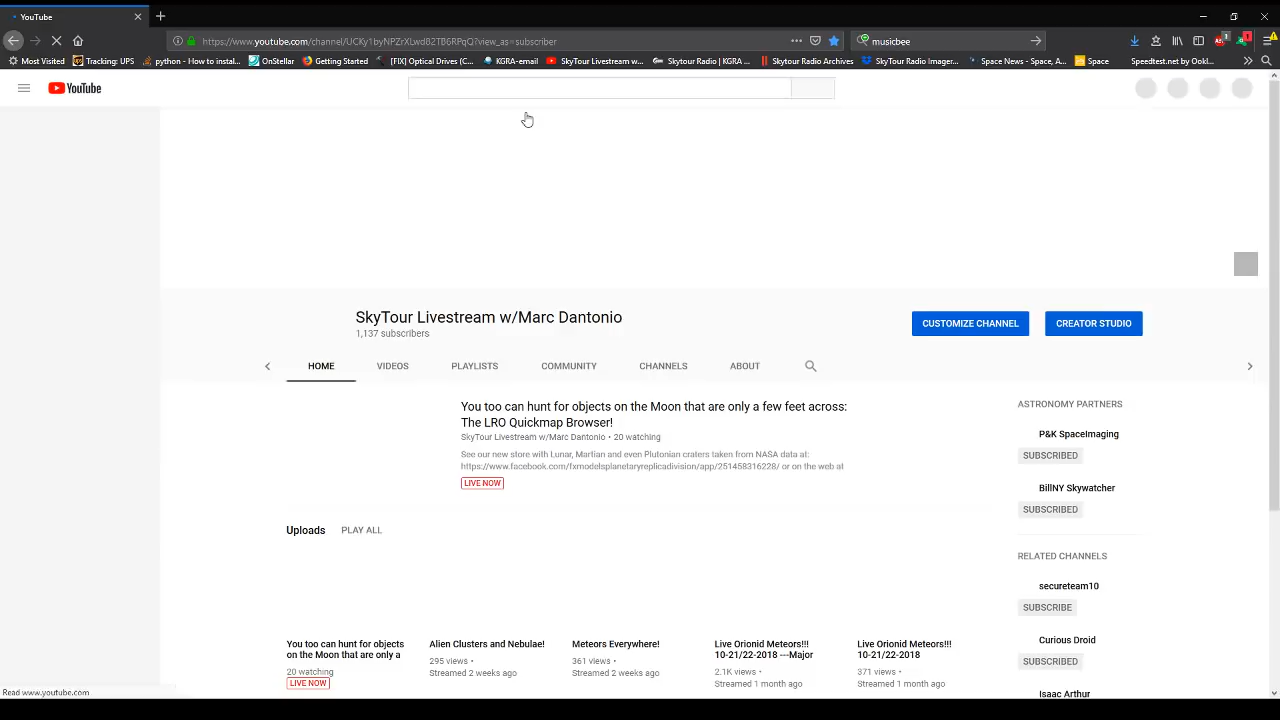 YouTube
https://www.youtube.com/channel/UCKy1byNPZrXLwd82TB6RPqQ?view_as=subscriber
musicbee
Most Visited
Tracking: UPS
python - How to instal...
OnStellar
Getting Started
[FIX] Optical Drives (C...
KGRA-email
SkyTour Livestream w...
Skytour Radio | KGRA ...
Skytour Radio Archives
SkyTour Radio Imager...
Space News - Space, A...
Space
Speedtest.net by Ookl...
YouTube
SkyTour Livestream w/Marc Dantonio
1,137 subscribers
CUSTOMIZE CHANNEL
CREATOR STUDIO
HOME
VIDEOS
PLAYLISTS
COMMUNITY
CHANNELS
ABOUT
You too can hunt for objects on the Moon that are only a few feet across:
The LRO Quickmap Browser!
SkyTour Livestream w/Marc Dantonio • 20 watching
See our new store with Lunar, Martian and even Plutonian craters taken from NASA data at:
https://www.facebook.com/fxmodelsplanetaryreplicadivision/app/251458316228/ or on the web at
LIVE NOW
ASTRONOMY PARTNERS
P&K SpaceImaging
SUBSCRIBED
BillNY Skywatcher
SUBSCRIBED
RELATED CHANNELS
secureteam10
SUBSCRIBE
Curious Droid
SUBSCRIBED
Isaac Arthur
Uploads
PLAY ALL
You too can hunt for objects
on the Moon that are only a
20 watching
LIVE NOW
Alien Clusters and Nebulae!
295 views •
Streamed 2 weeks ago
Meteors Everywhere!
361 views •
Streamed 2 weeks ago
Live Orionid Meteors!!!
10-21/22-2018 ---Major
2.1K views •
Streamed 1 month ago
Live Orionid Meteors!!!
10-21/22-2018
371 views •
Streamed 1 month ago
Read www.youtube.com